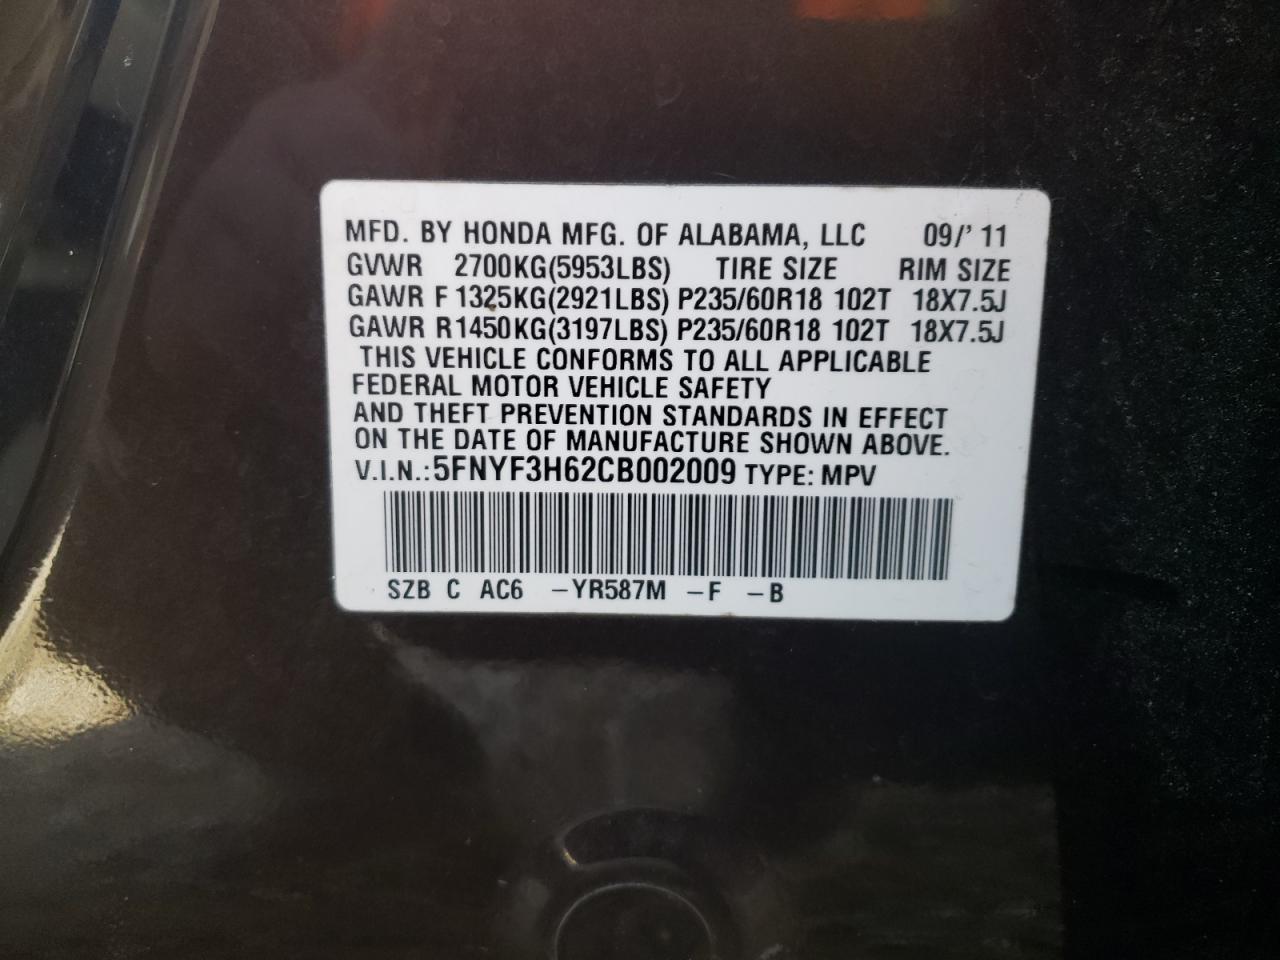 MFD. BY HONDA MFG. OF ALABAMA, LLC 09/'11
GVWR 2700KG(5953LBS) TIRE SIZE RIM SIZE
GAWR F 1325KG(2921LBS) P235/60R18 102T 18X7.5J
GAWR R1450KG(3197LBS) P235/60R18 102T 18X7.5J
THIS VEHICLE CONFORMS TO ALL APPLICABLE
FEDERAL MOTOR VEHICLE SAFETY
AND THEFT PREVENTION STANDARDS IN EFFECT
ON THE DATE OF MANUFACTURE SHOWN ABOVE.
V.I.N.:5FNYF3H62CB002009 TYPE: MPV
SZB C AC6 -YR587M -F -B